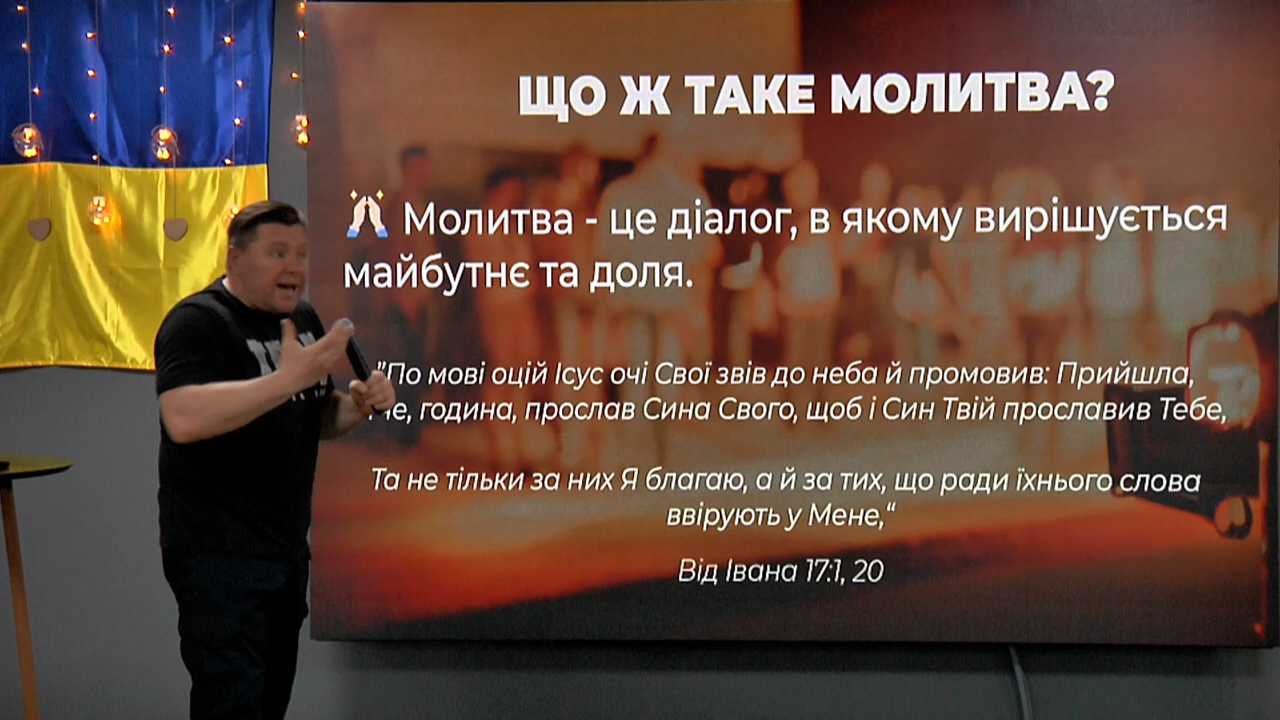 ЩО Ж ТАКЕ МОЛИТВА?
Молитва - це діалог, в якому вирішується
майбутнє та доля.
"По мові оцій Ісус очі Свої звів до неба й промовив: Прийшла,
година, прослав Сина Свого, щоб і Син Твій прославив Тебе,
Та не тільки за них Я благаю, а й за тих, що ради їхнього слова
ввірують у Мене,“
Від Івана 17:1, 20